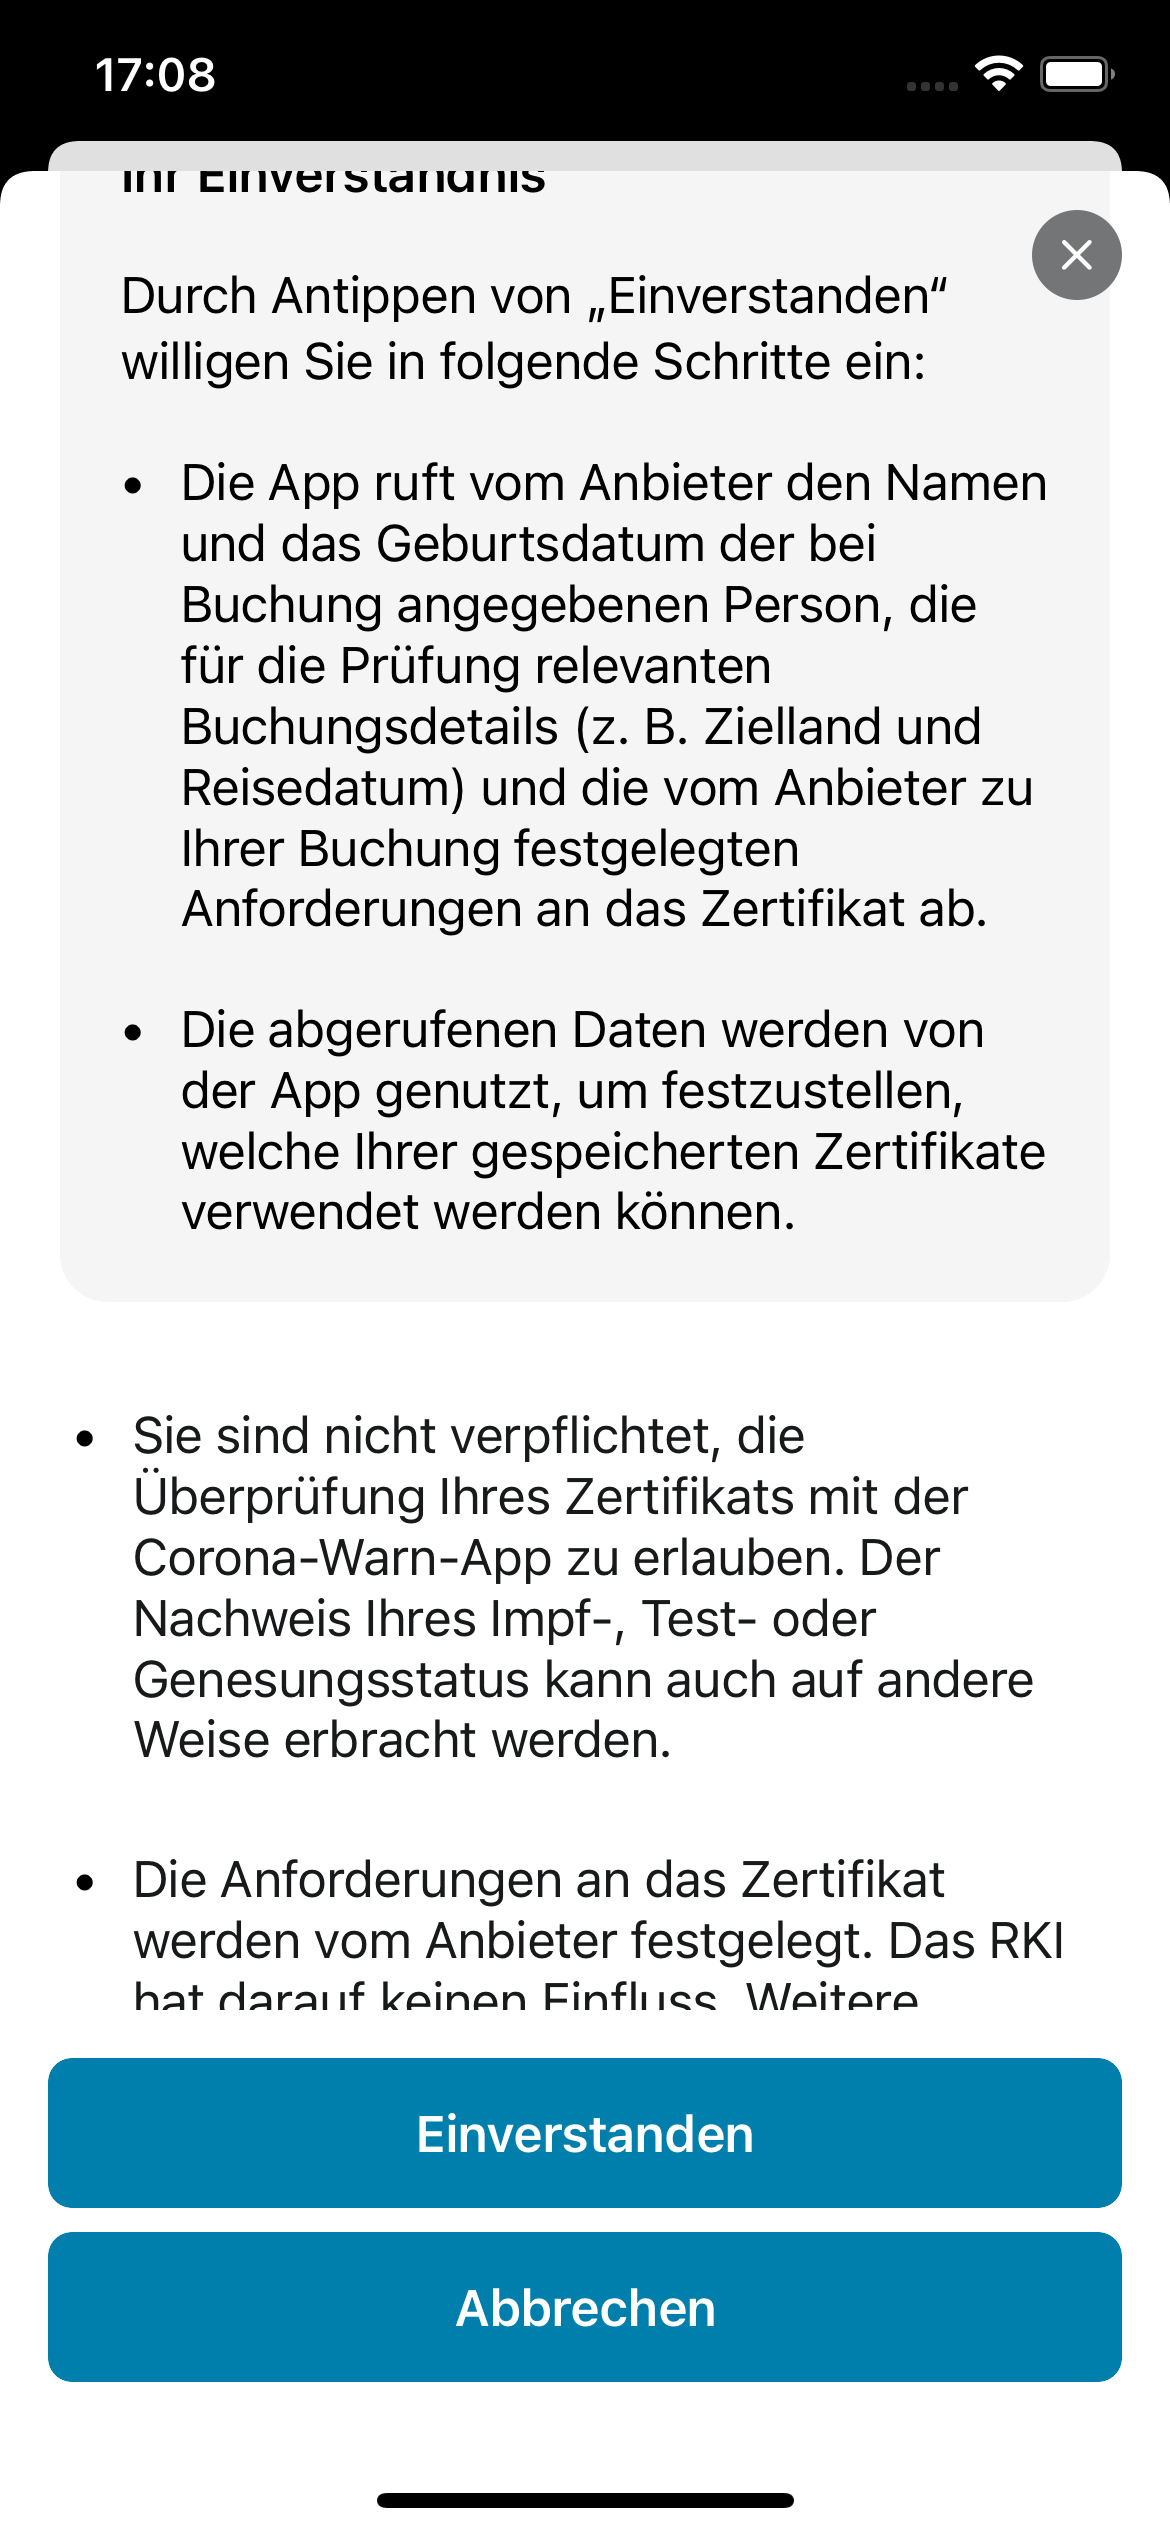 17:08
Ihr Einverständnis
Durch Antippen von „Einverstanden“
willigen Sie in folgende Schritte ein:
• Die App ruft vom Anbieter den Namen
und das Geburtsdatum der bei
Buchung angegebenen Person, die
für die Prüfung relevanten
Buchungsdetails (z. B. Zielland und
Reisedatum) und die vom Anbieter zu
Ihrer Buchung festgelegten
Anforderungen an das Zertifikat ab.
• Die abgerufenen Daten werden von
der App genutzt, um festzustellen,
welche Ihrer gespeicherten Zertifikate
verwendet werden können.
• Sie sind nicht verpflichtet, die
Überprüfung Ihres Zertifikats mit der
Corona-Warn-App zu erlauben. Der
Nachweis Ihres Impf-, Test- oder
Genesungsstatus kann auch auf andere
Weise erbracht werden.
• Die Anforderungen an das Zertifikat
werden vom Anbieter festgelegt. Das RKI
hat darauf keinen Einfluss. Weitere
Einverstanden
Abbrechen